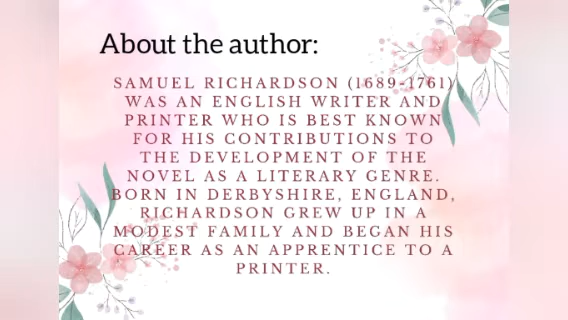 About the author:
SAMUEL RICHARDSON (1689-1761)
WAS AN ENGLISH WRITER AND
PRINTER WHO IS BEST KNOWN
FOR HIS CONTRIBUTIONS TO
THE DEVELOPMENT OF THE
NOVEL AS A LITERARY GENRE.
BORN IN DERBYSHIRE, ENGLAND,
RICHARDSON GREW UP IN A
MODEST FAMILY AND BEGAN HIS
CAREER AS AN APPRENTICE TO A
PRINTER.